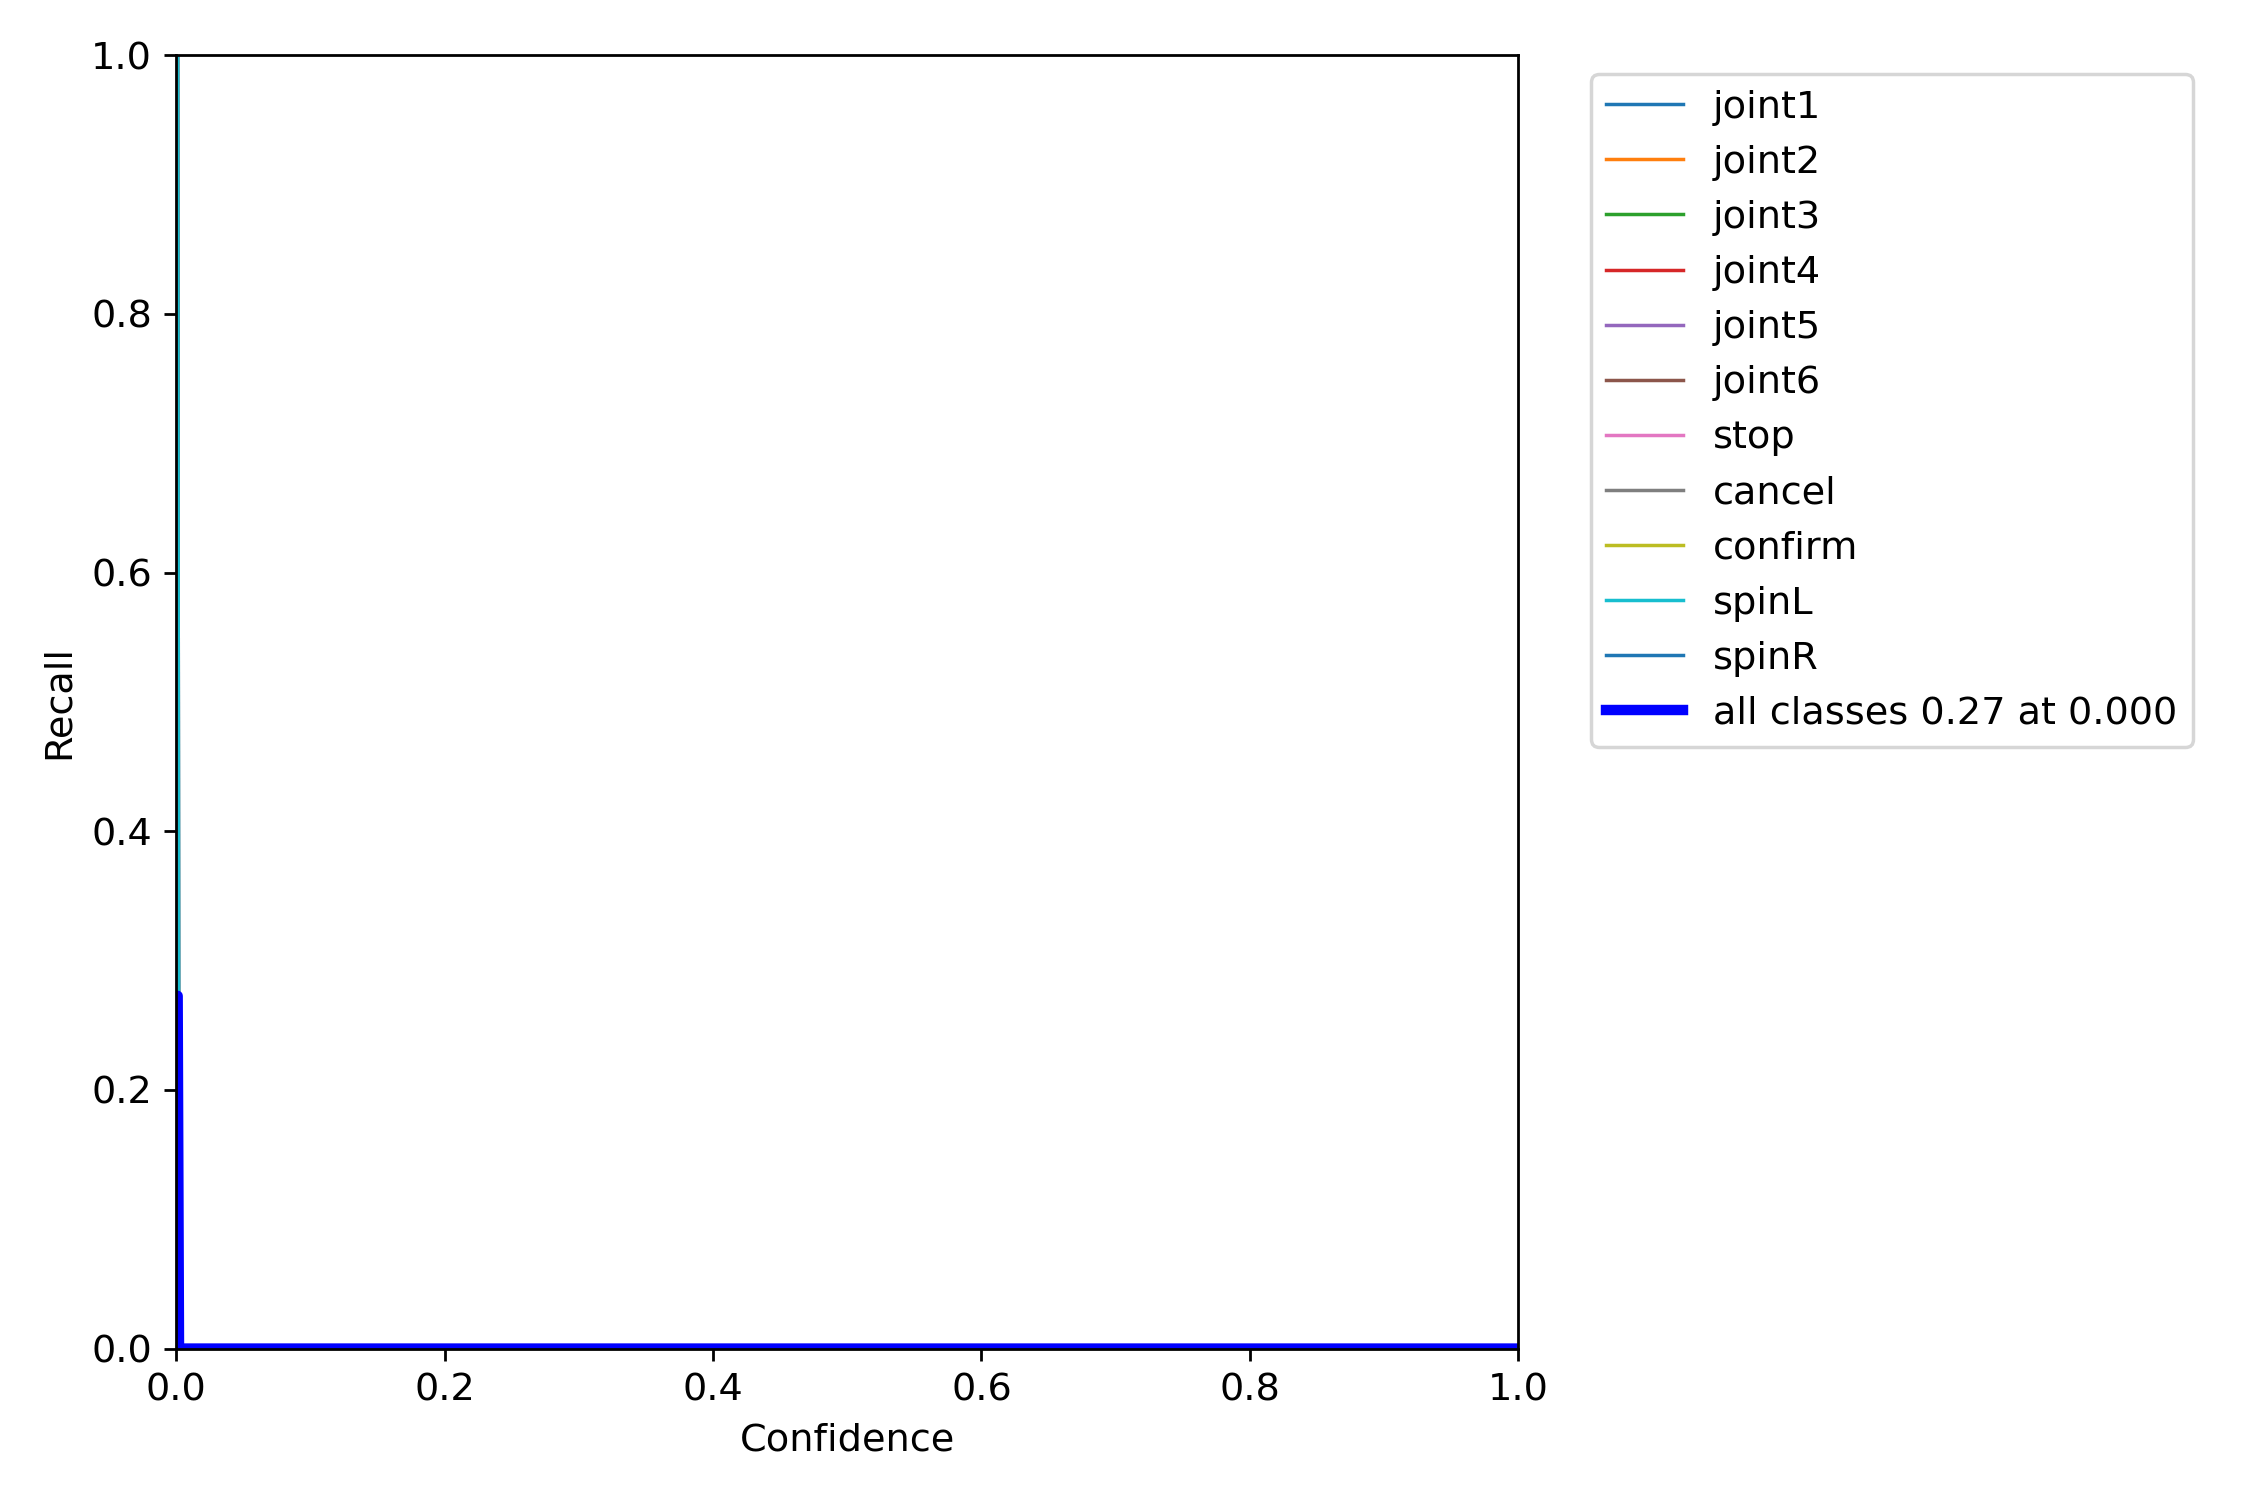 1.0
0.8
0.6
0.4
0.2
0.0
Recall
0.0 0.2 0.4 0.6 0.8 1.0
Confidence
joint1
joint2
joint3
joint4
joint5
joint6
stop
cancel
confirm
spinL
spinR
all classes 0.27 at 0.000